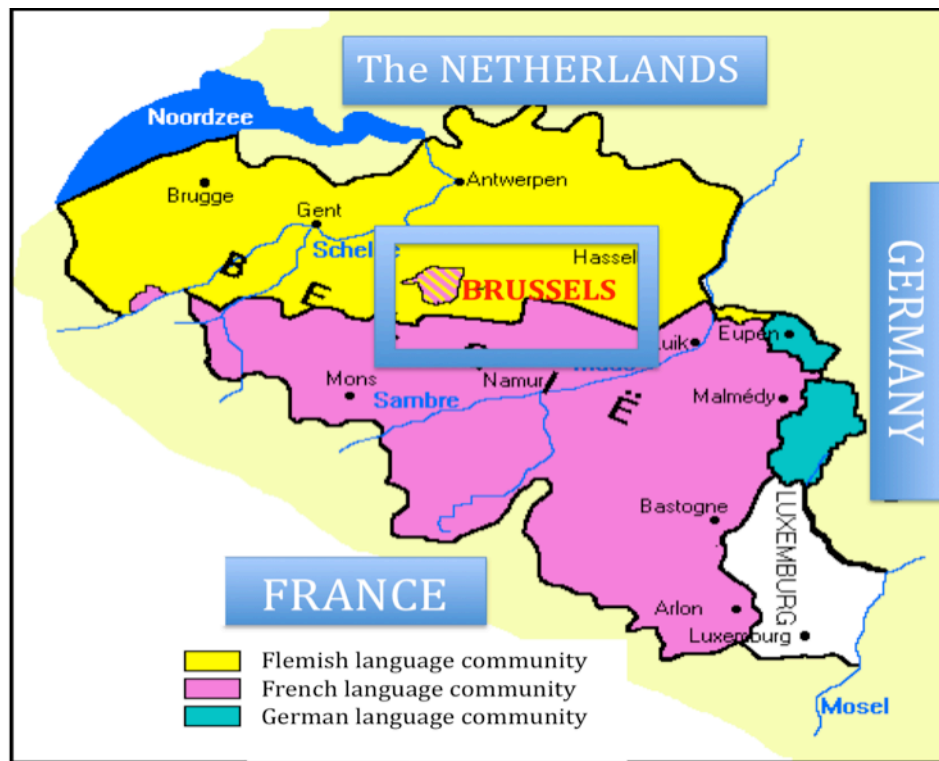 The NETHERLANDS
Noordzee
Antwerpen
Brugge
Gent
GERMANY
Schelde
Hassel
B
E
BRUSSELS
Luik
Eupen
Mons
Namur
Sambre
Ë
Malmédy
Bastogne
LUXEMBURG
FRANCE
Arlon
Luxemburg
Flemish language community
French language community
German language community
Mosel